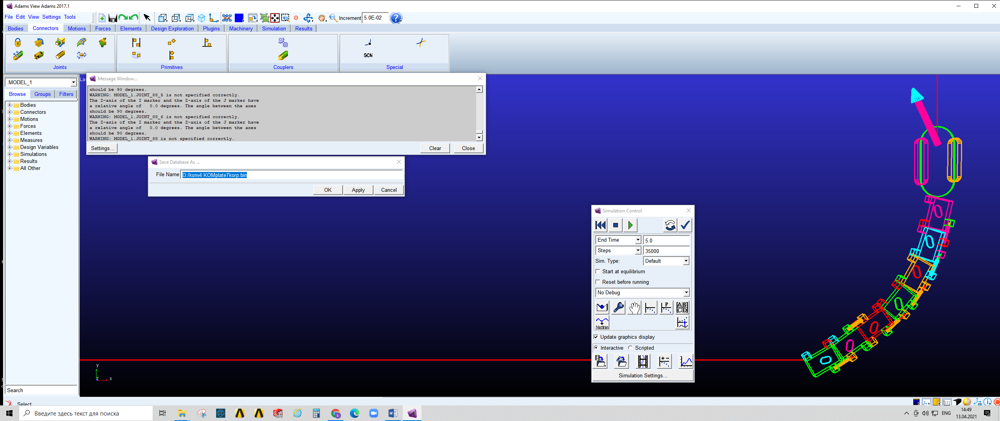 Adams View Adams 2017.1
File Edit View Settings Tools
Increment 5.0E-02
Bodies Connectors Motions Forces Elements Design Exploration Plugins Machinery Simulation Results
GCN
Joints Primitives Couplers Special
.MODEL_1
Browse Groups Filters
Bodies
Connectors
Motions
Forces
Elements
Measures
Design Variables
Simulations
Results
All Other
Search
Select
Message Window...
should be 90 degrees.
WARNING: MODEL_1.JOINT_88_5 is not specified correctly.
The Z-axis of the I marker and the Z-axis of the J marker have
a relative angle of 0.0 degrees. The angle between the axes
should be 90 degrees.
WARNING: MODEL_1.JOINT_88_6 is not specified correctly.
The Z-axis of the I marker and the Z-axis of the J marker have
a relative angle of 0.0 degrees. The angle between the axes
should be 90 degrees.
WARNING: MODEL_1.JOINT_88 is not specified correctly.
Settings... Clear Close
Save Database As ...
File Name D:/konv4 KOMplate7korp.bin
OK Apply Cancel
Simulation Control
End Time 5.0
Steps 35000
Sim. Type: Default
Start at equilibrium
Reset before running
No Debug
P
A B
C D
Nastran
Update graphics display
Interactive Scripted
Simulation Settings...
y
z x
Введите здесь текст для поиска
SW
2015
k
ENG
14:49
13.04.2021